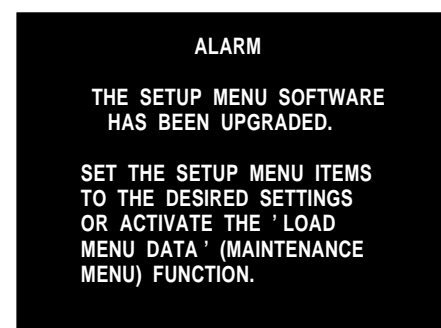 ALARM
THE SETUP MENU SOFTWARE
HAS BEEN UPGRADED.
SET THE SETUP MENU ITEMS
TO THE DESIRED SETTINGS
OR ACTIVATE THE ' LOAD
MENU DATA ' (MAINTENANCE
MENU) FUNCTION.